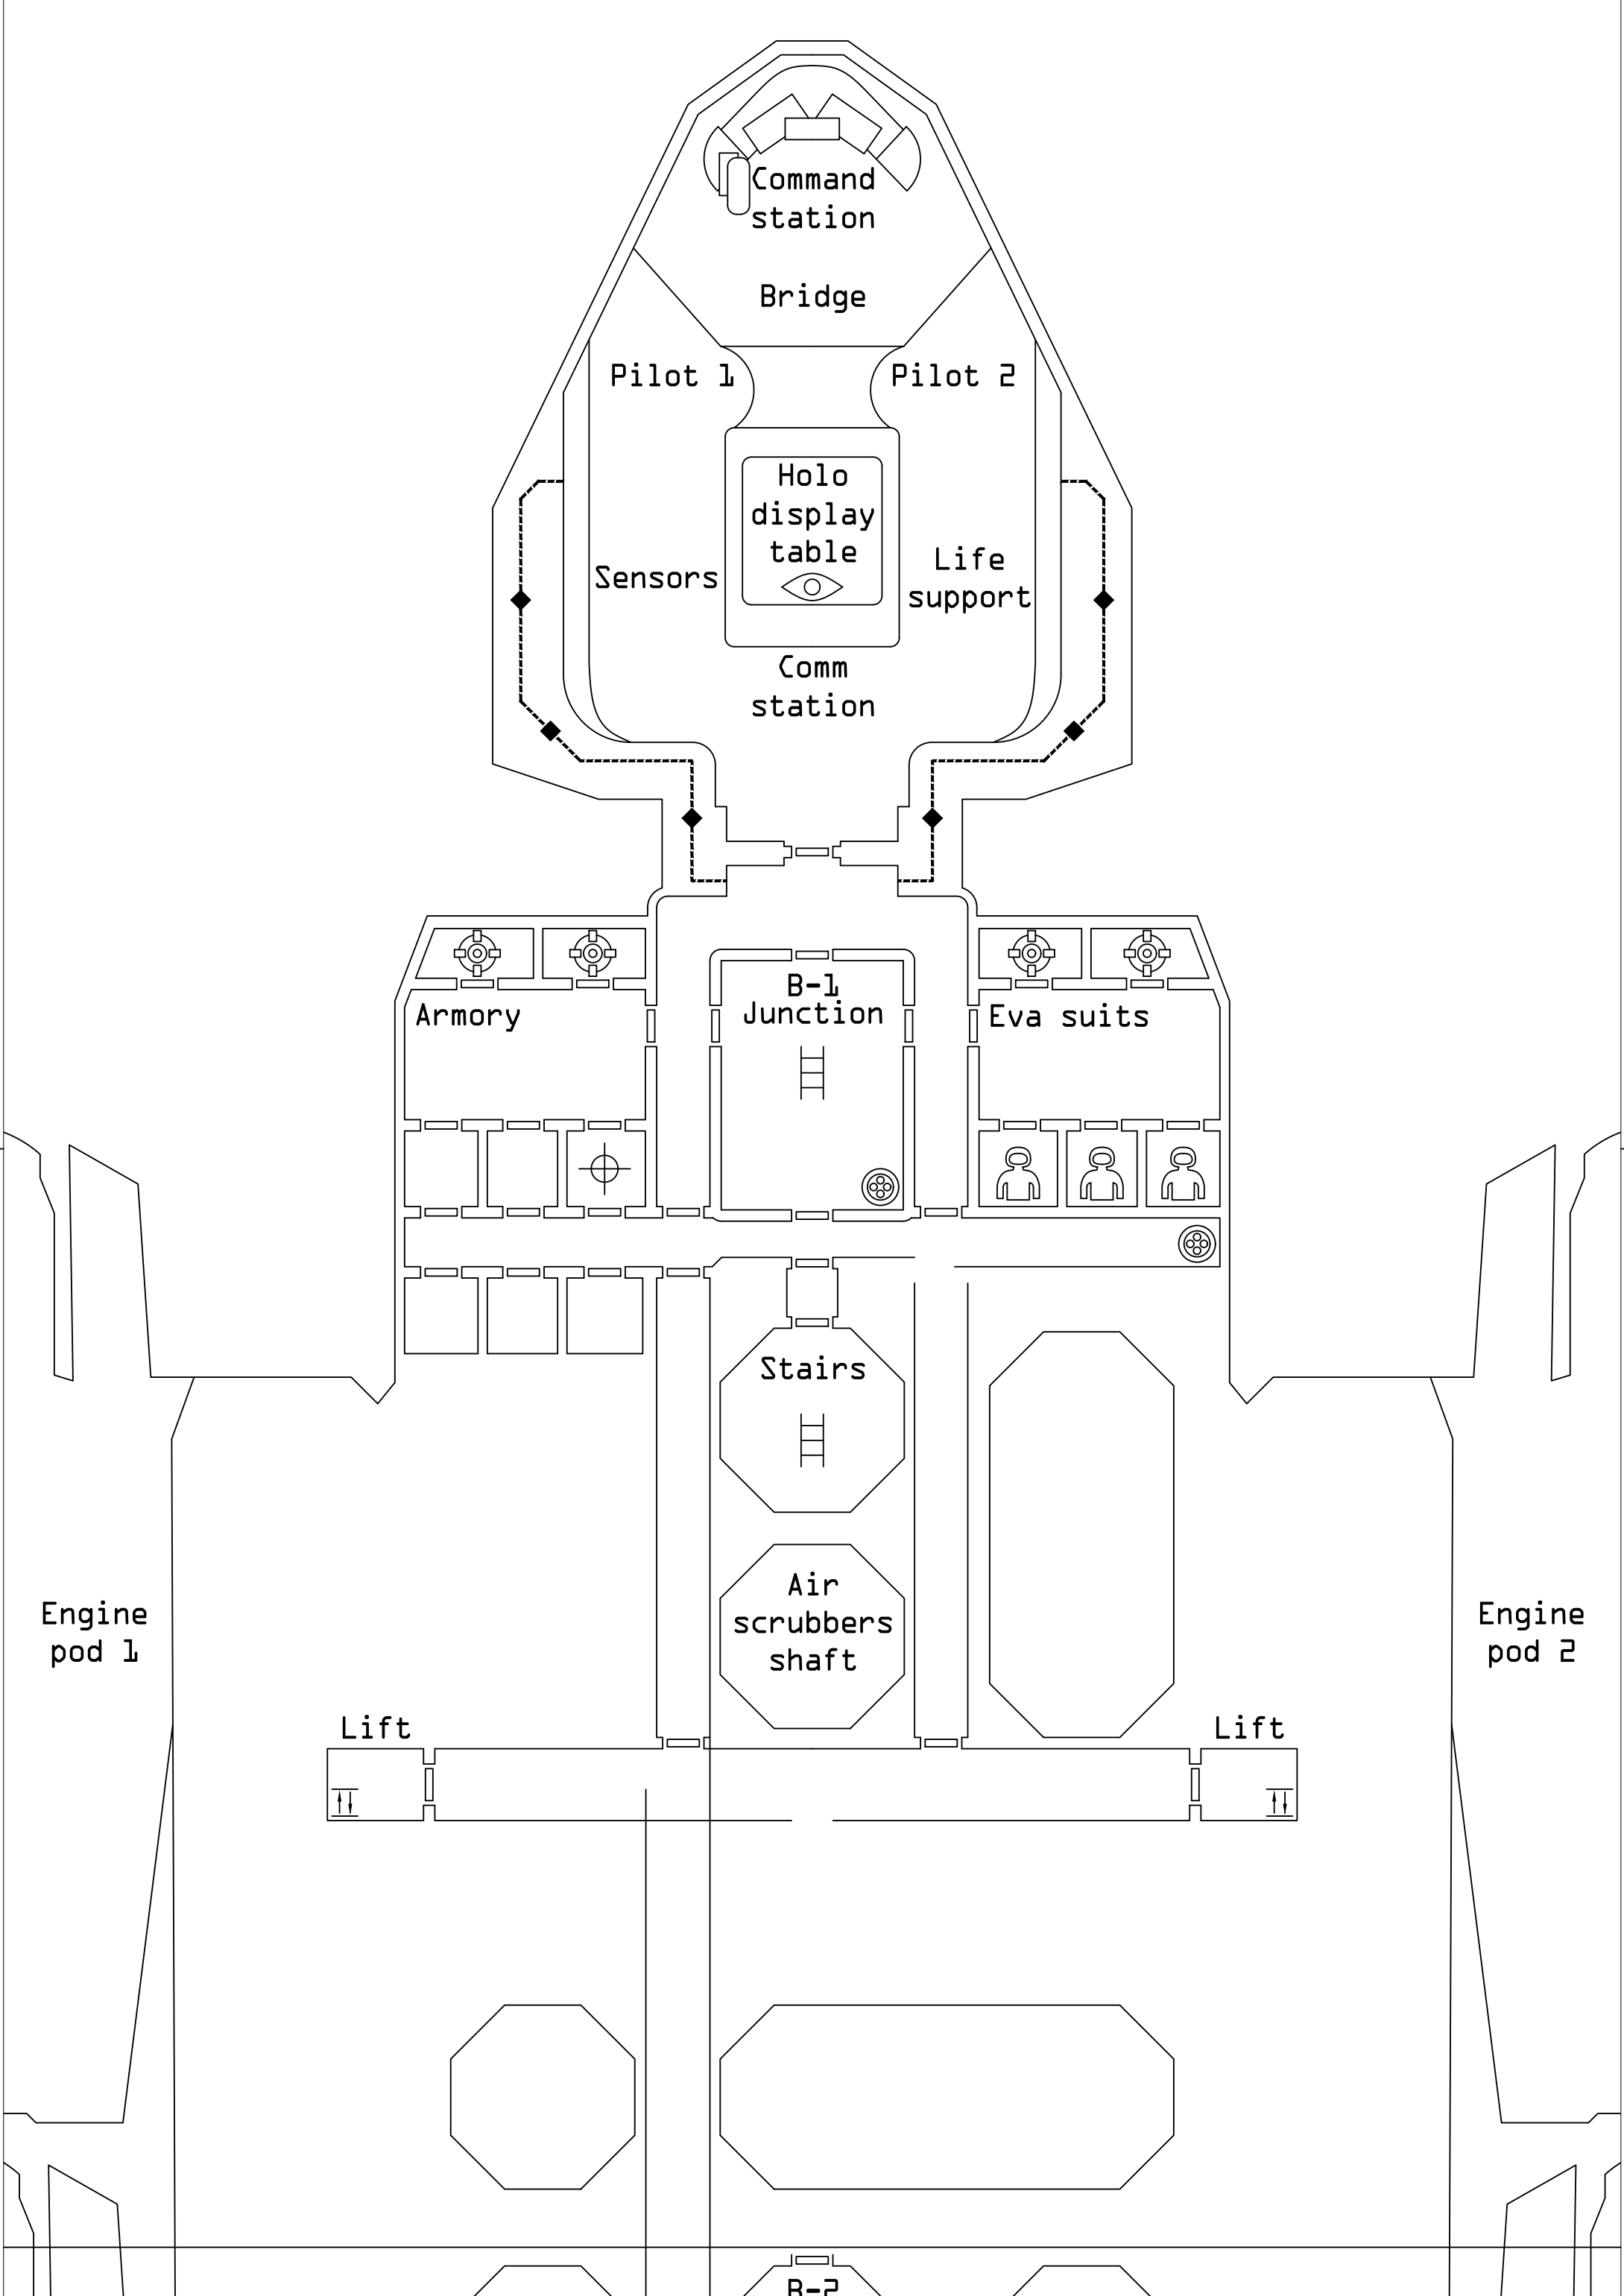 Command
station
Bridge
Pilot 1
Pilot 2
Holo
display
table
Sensors
Life
support
Comm
station
B-1
Junction
Armory
Eva suits
Stairs
Air
scrubbers
shaft
Engine
pod 1
Engine
pod 2
Lift
Lift
B-2